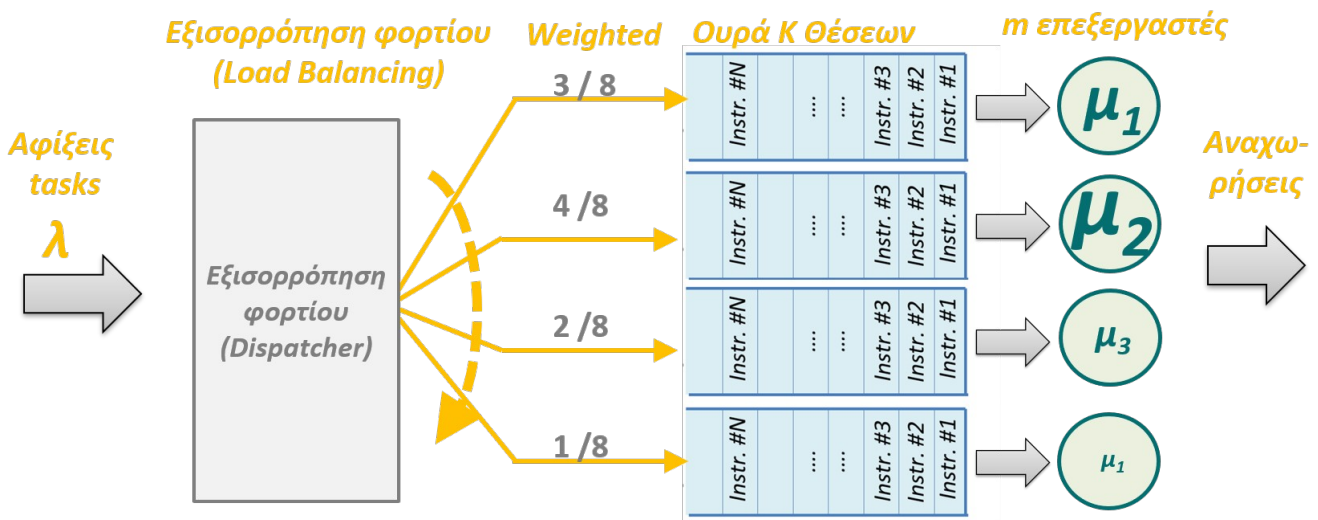 Εξισορρόπηση φορτίου
(Load Balancing)
Weighted
Ουρά Κ Θέσεων
m επεξεργαστές
Αφίξεις
tasks
λ
Εξισορρόπηση
φορτίου
(Dispatcher)
3 / 8
Instr. #N
....
....
Instr. #3
Instr. #2
Instr. #1
μ1
4 /8
Instr. #N
....
....
Instr. #3
Instr. #2
Instr. #1
μ2
2 /8
Instr. #N
....
....
Instr. #3
Instr. #2
Instr. #1
μ3
1 /8
Instr. #N
....
....
Instr. #3
Instr. #2
Instr. #1
μ1
Αναχω-
ρήσεις